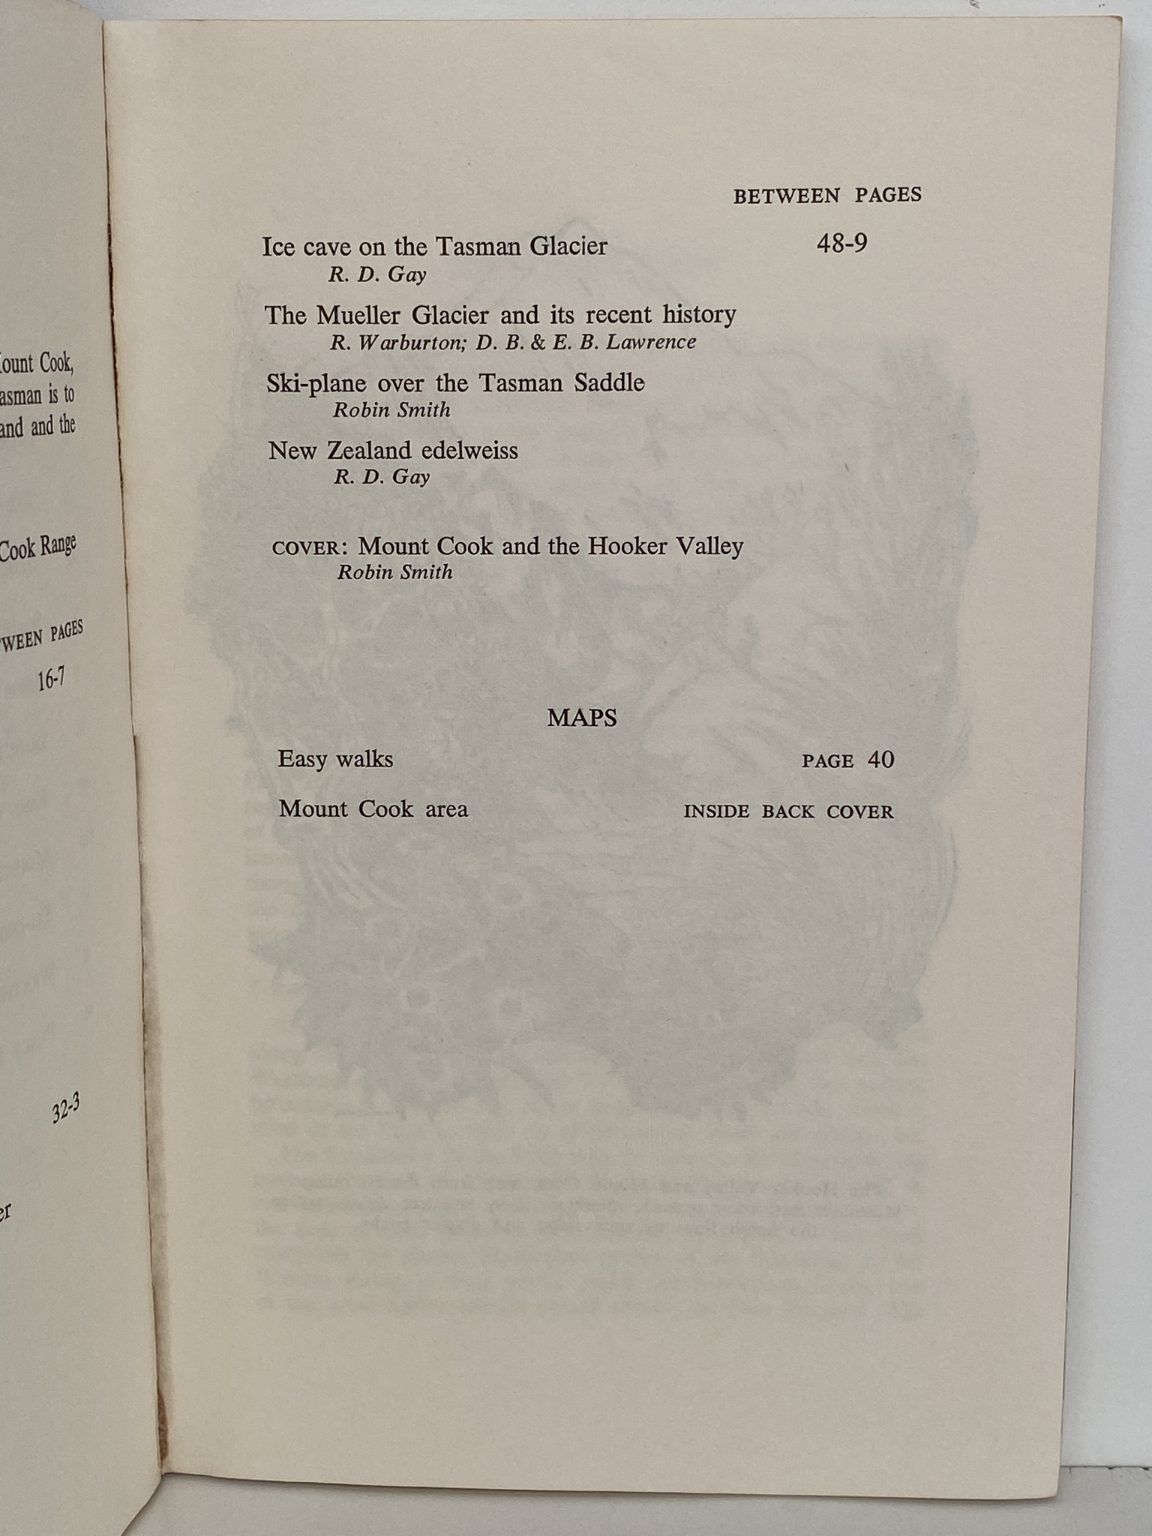 ount Cook,
asman is to
and and the
Cook Range
WEEN PAGES
16-7
32-3
er
BETWEEN PAGES
Ice cave on the Tasman Glacier 48-9
R. D. Gay
The Mueller Glacier and its recent history
R. Warburton; D. B. & E. B. Lawrence
Ski-plane over the Tasman Saddle
Robin Smith
New Zealand edelweiss
R. D. Gay
COVER: Mount Cook and the Hooker Valley
Robin Smith
MAPS
Easy walks PAGE 40
Mount Cook area INSIDE BACK COVER